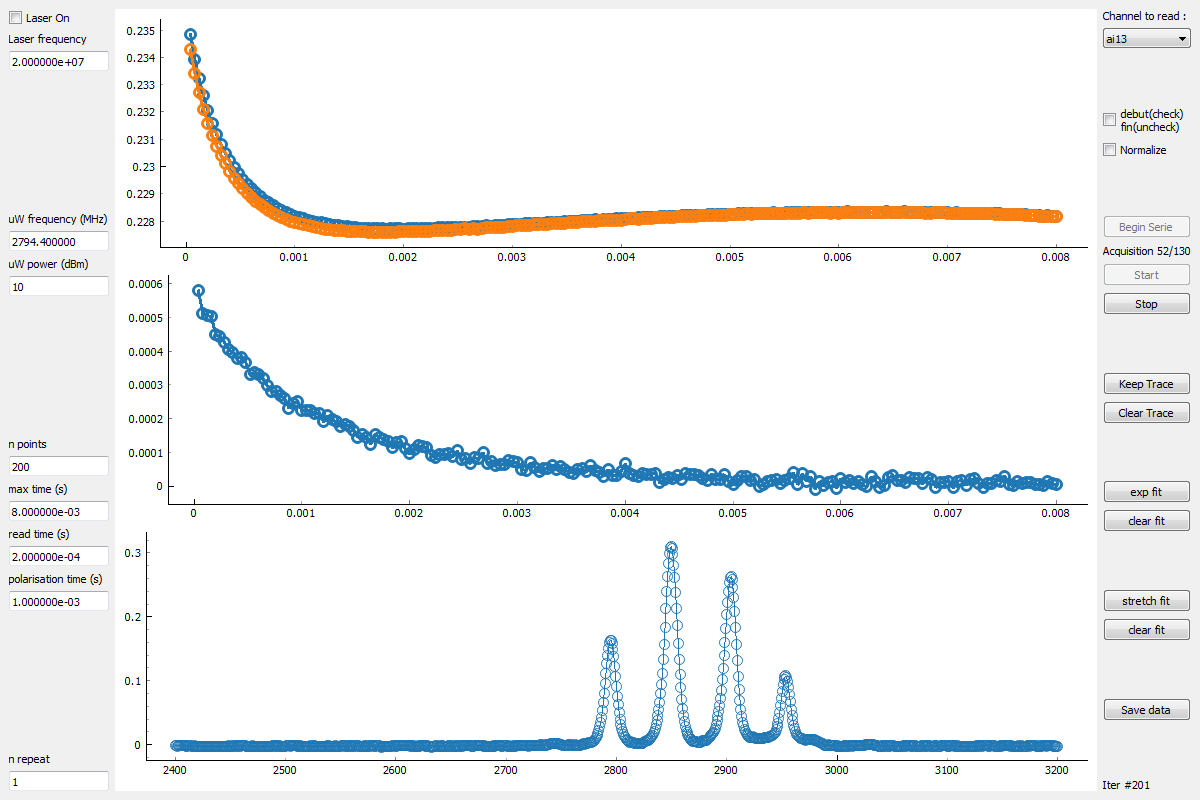 Laser On
Laser frequency
2.000000e+07
uW frequency (MHz)
2794.400000
uW power (dBm)
10
n points
200
max time (s)
8.000000e-03
read time (s)
2.000000e-04
polarisation time (s)
1.000000e-03
n repeat
1
0.235
0.234
0.233
0.232
0.231
0.23
0.229
0.228
0 0.001 0.002 0.003 0.004 0.005 0.006 0.007 0.008
0.0006
0.0005
0.0004
0.0003
0.0002
0.0001
0
0 0.001 0.002 0.003 0.004 0.005 0.006 0.007 0.008
0.3
0.2
0.1
0
2400 2500 2600 2700 2800 2900 3000 3100 3200
Channel to read :
ai13
debut(check)
fin(uncheck)
Normalize
Begin Serie
Acquisition 52/130
Start
Stop
Keep Trace
Clear Trace
exp fit
clear fit
stretch fit
clear fit
Save data
Iter #201